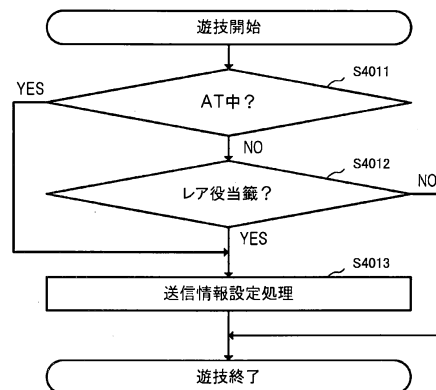 遊技開始
S4011
YES
AT中？
NO
S4012
レア役当籤？
NO
YES
S4013
送信情報設定処理
遊技終了